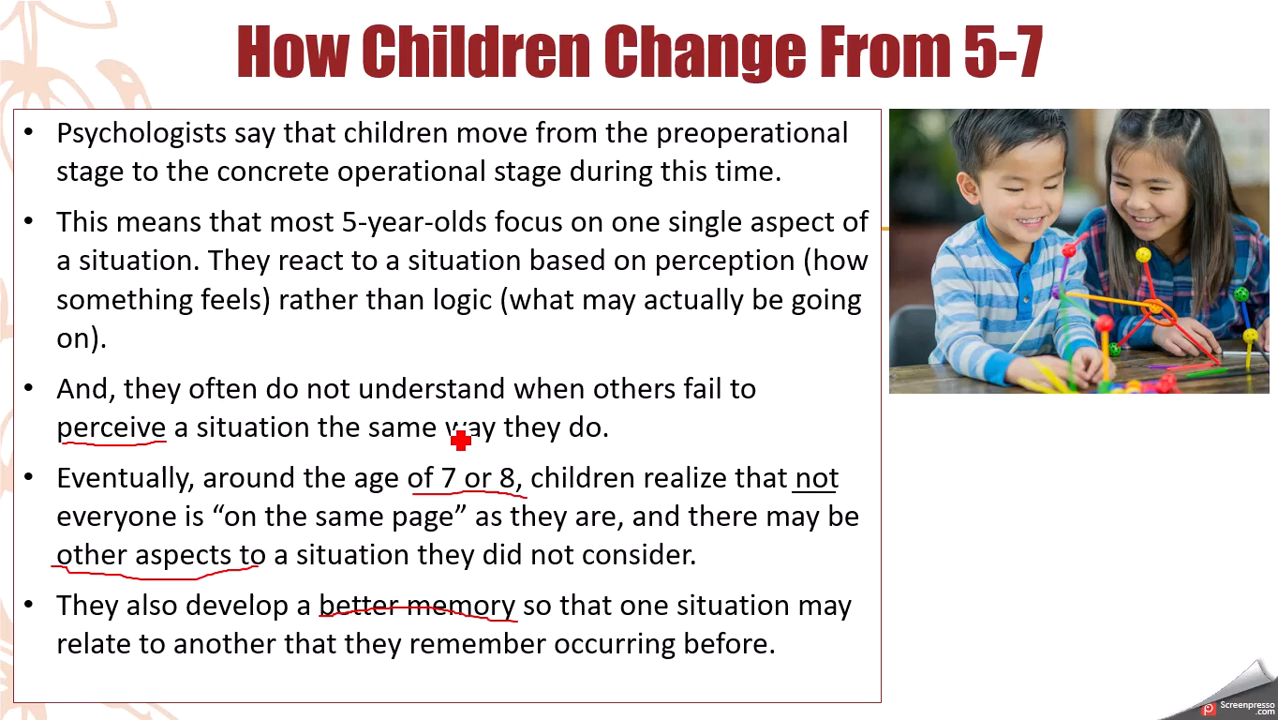 How Children Change From 5-7
• Psychologists say that children move from the preoperational
stage to the concrete operational stage during this time.
• This means that most 5-year-olds focus on one single aspect of
a situation. They react to a situation based on perception (how
something feels) rather than logic (what may actually be going
on).
• And, they often do not understand when others fail to
perceive a situation the same way they do.
• Eventually, around the age of 7 or 8, children realize that not
everyone is “on the same page” as they are, and there may be
other aspects to a situation they did not consider.
• They also develop a better memory so that one situation may
relate to another that they remember occurring before.
Screenpresso
.com